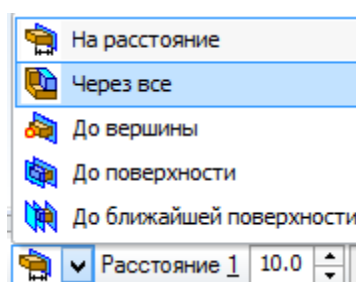 На расстояние
Через все
До вершины
До поверхности
До ближайшей поверхности
Расстояние 1 10.0